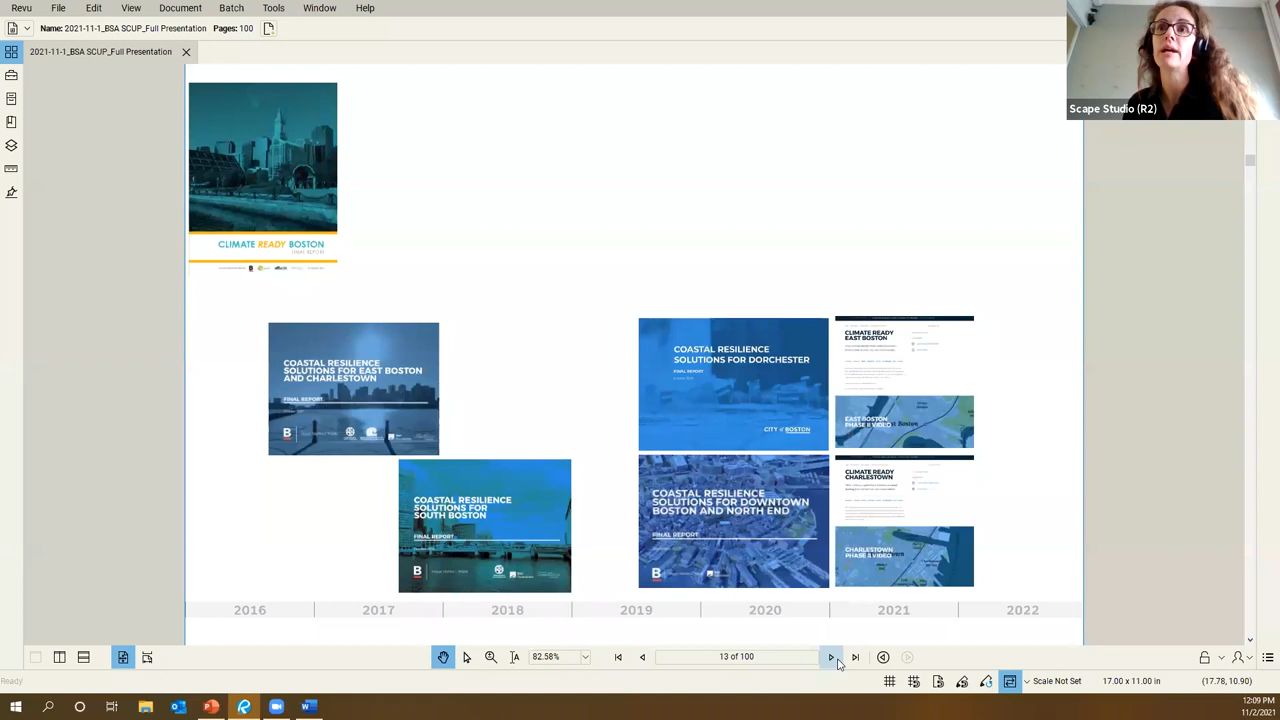 Revu File Edit View Document Batch Tools Window Help
Name: 2021-11-1_BSA SCUP_Full Presentation Pages: 100
2021-11-1_BSA SCUP_Full Presentation
Scape Studio (R2)
CLIMATE READY BOSTON
FINAL REPORT
COASTAL RESILIENCE
SOLUTIONS FOR EAST BOSTON
AND CHARLESTOWN
FINAL REPORT
B
COASTAL RESILIENCE
SOLUTIONS FOR
SOUTH BOSTON
FINAL REPORT
B
COASTAL RESILIENCE
SOLUTIONS FOR DORCHESTER
FINAL REPORT
CITY of BOSTON
COASTAL RESILIENCE
SOLUTIONS FOR DOWNTOWN
BOSTON AND NORTH END
FINAL REPORT
B
CLIMATE READY
EAST BOSTON
EAST BOSTON
PHASE II VIDEO
Boston
CLIMATE READY
CHARLESTOWN
CHARLESTOWN
PHASE II VIDEO
2016 2017 2018 2019 2020 2021 2022
82.58% 13 of 100
Ready Scale Not Set 17.00 x 11.00 in (17.78, 10.90)
12:09 PM
11/2/2021